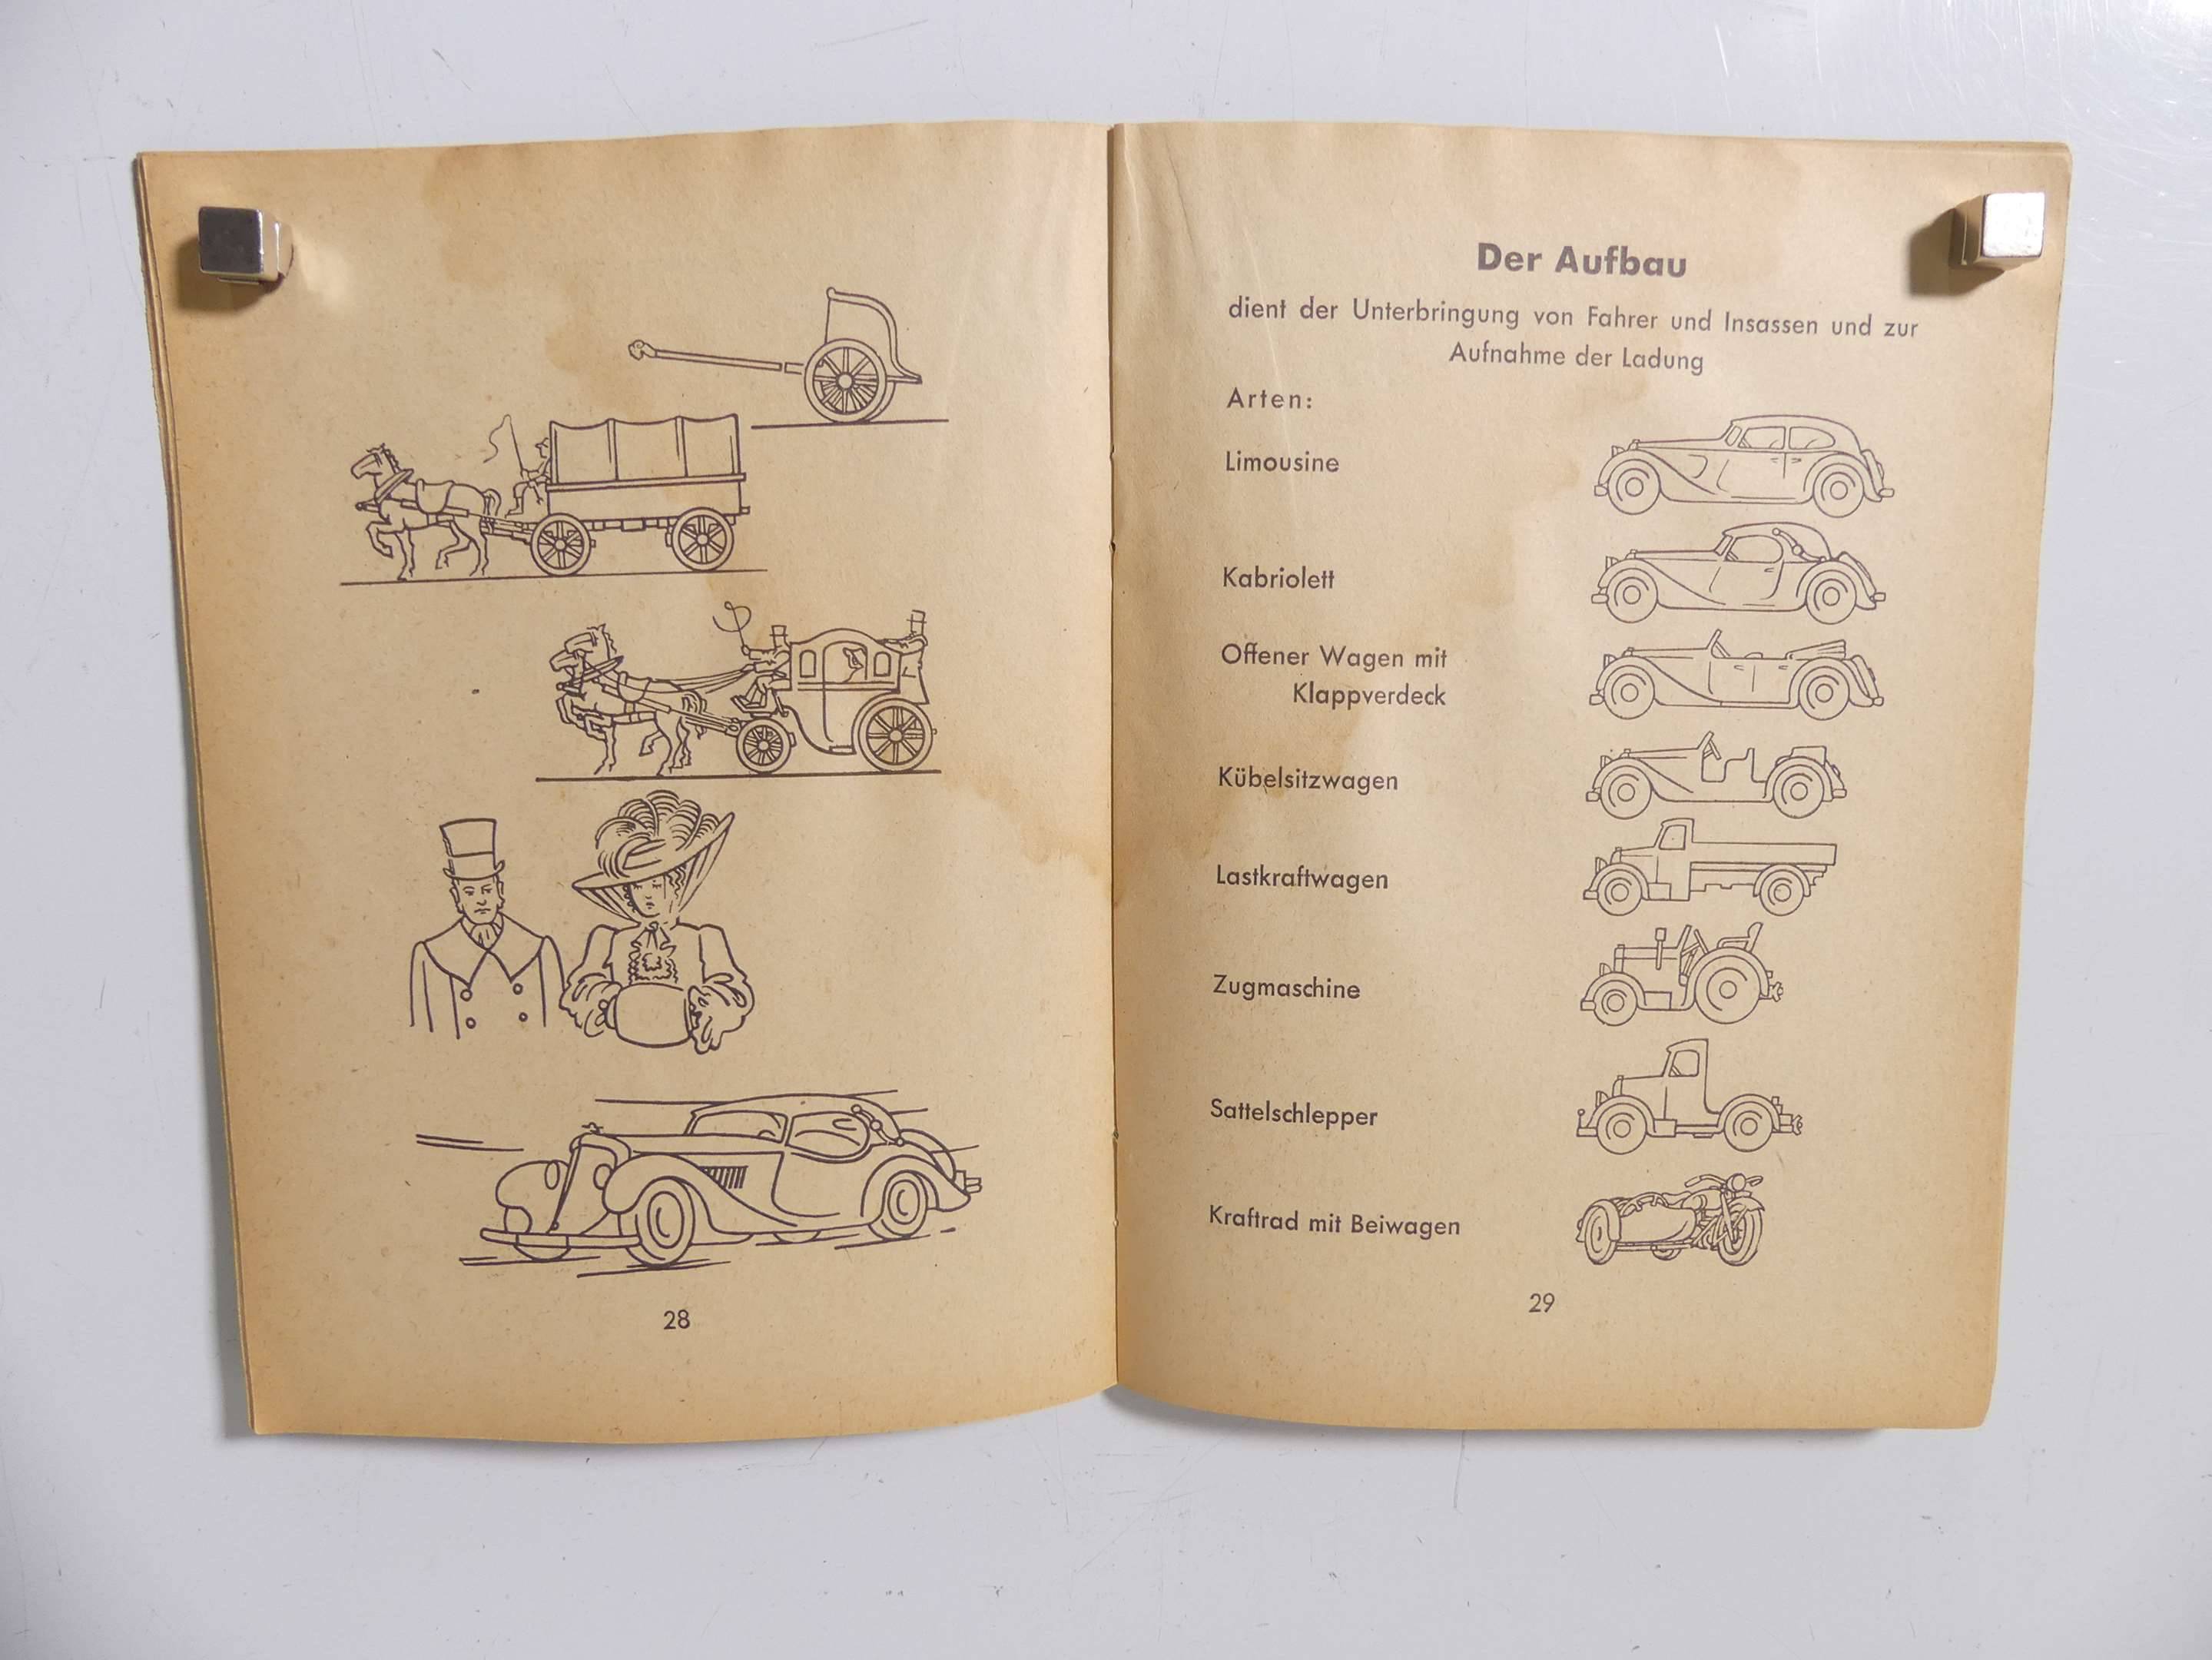 28
Der Aufbau
dient der Unterbringung von Fahrer und Insassen und zur
Aufnahme der Ladung
Arten:
Limousine
Kabriolett
Offener Wagen mit
Klappverdeck
Kübelsitzwagen
Lastkraftwagen
Zugmaschine
Sattelschlepper
Kraftrad mit Beiwagen
29